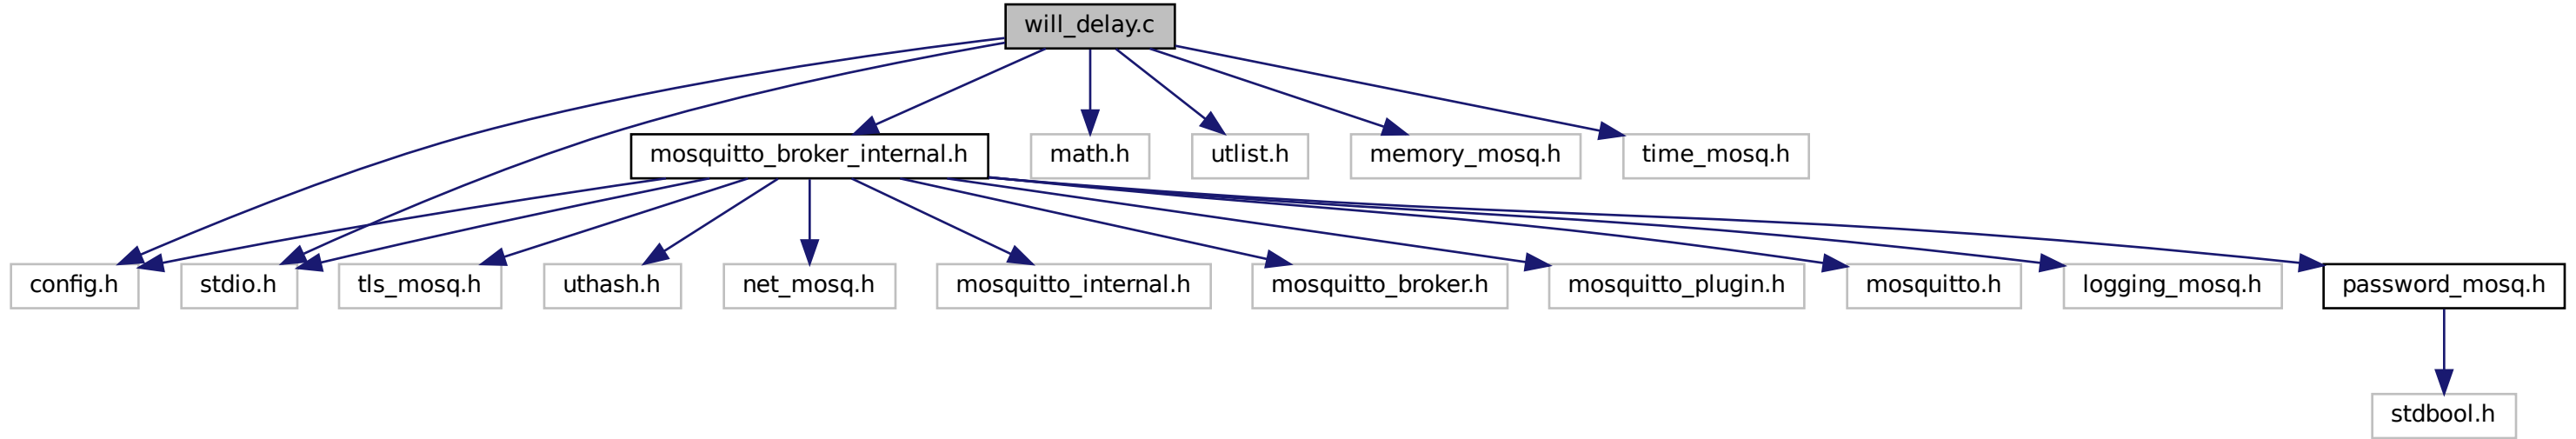 will_delay.c
mosquitto_broker_internal.h
math.h
utlist.h
memory_mosq.h
time_mosq.h
config.h
stdio.h
tls_mosq.h
uthash.h
net_mosq.h
mosquitto_internal.h
mosquitto_broker.h
mosquitto_plugin.h
mosquitto.h
logging_mosq.h
password_mosq.h
stdbool.h